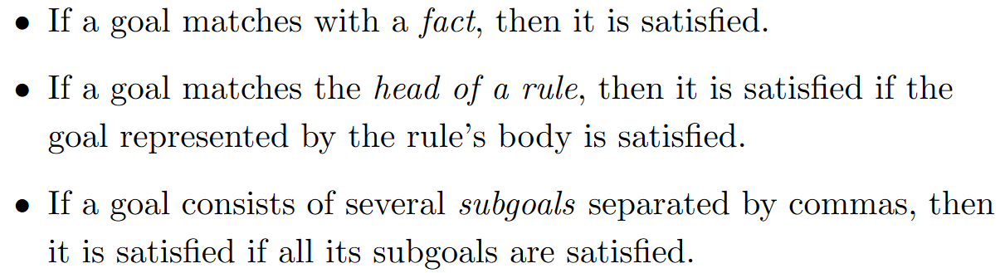 • If a goal matches with a fact, then it is satisfied.
• If a goal matches the head of a rule, then it is satisfied if the
goal represented by the rule's body is satisfied.
• If a goal consists of several subgoals separated by commas, then
it is satisfied if all its subgoals are satisfied.